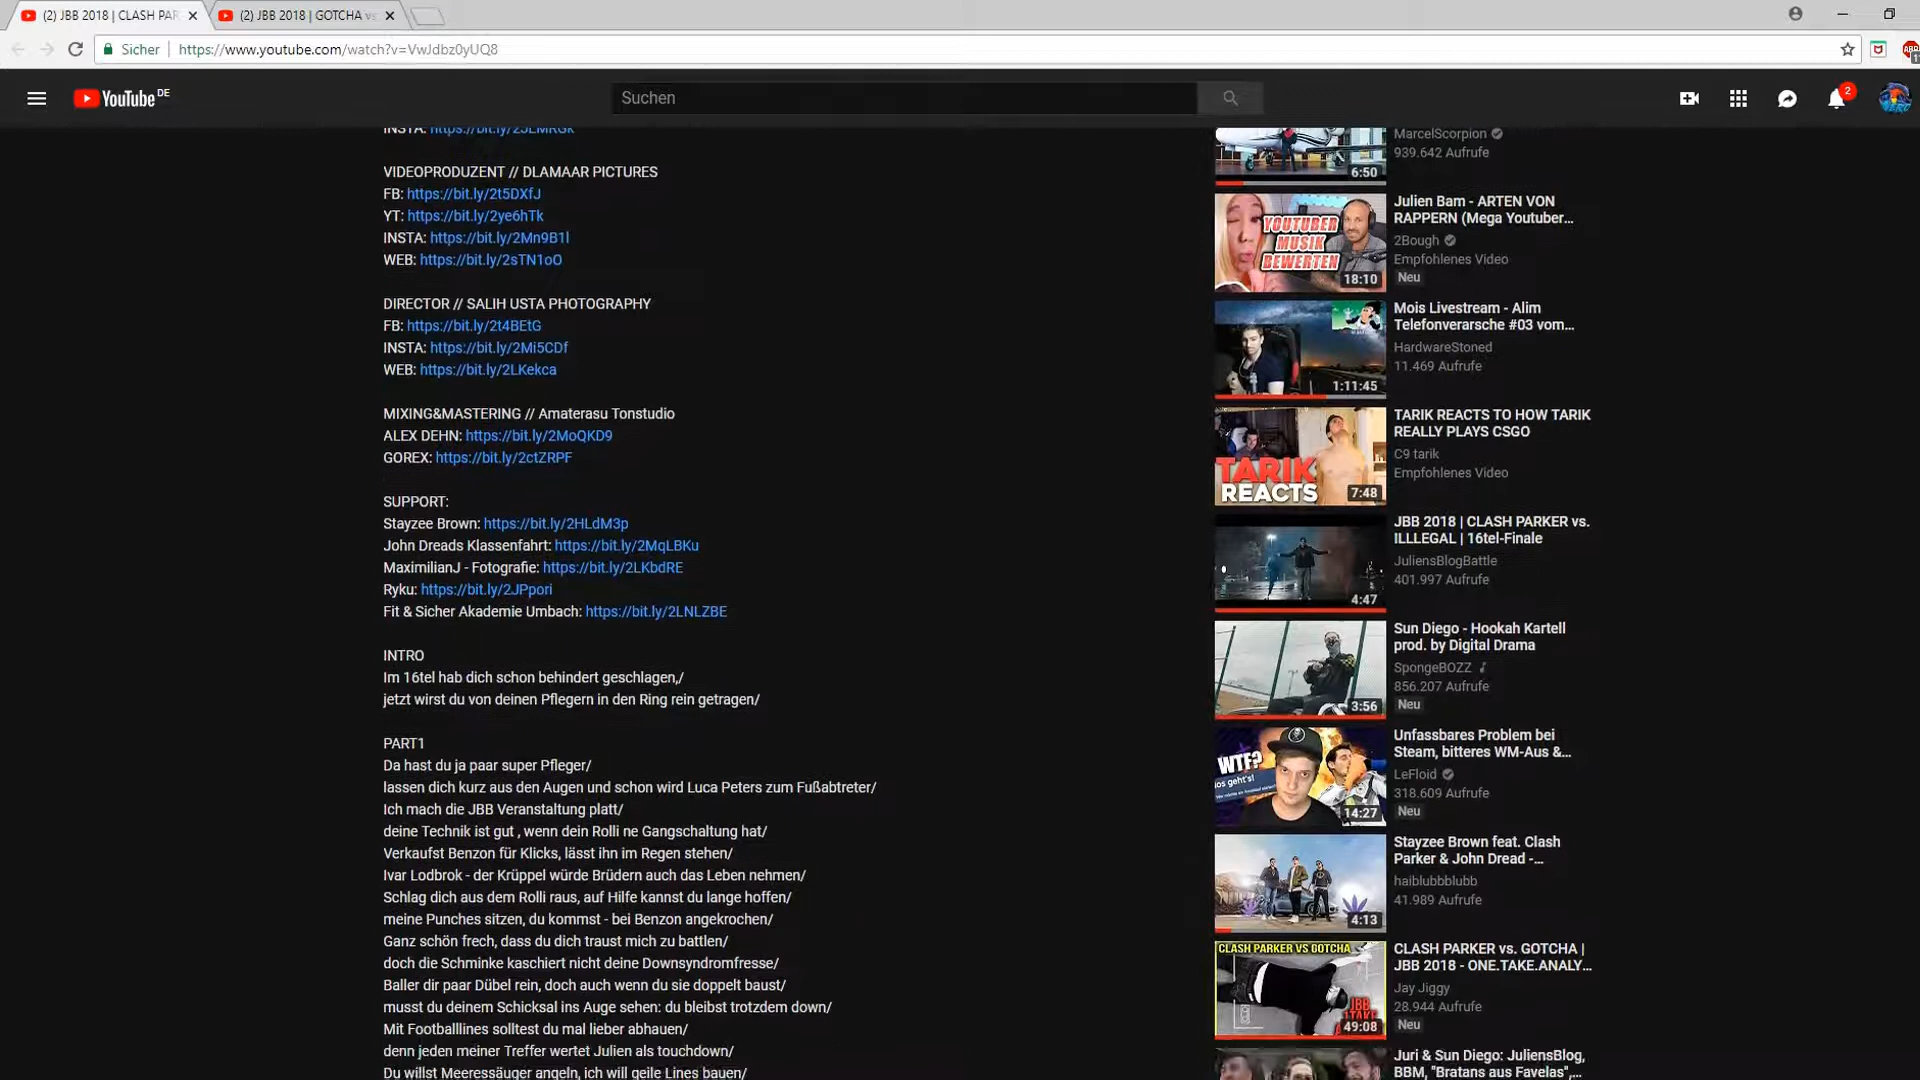 (2) JBB 2018 | CLASH PAR
(2) JBB 2018 | GOTCHA vs
Sicher
https://www.youtube.com/watch?v=VwJdbz0yUQ8
YouTube DE
Suchen
2
INSTA: https://bit.ly/2JLMRGk
VIDEOPRODUZENT // DLAMAAR PICTURES
FB: https://bit.ly/2t5DXfJ
YT: https://bit.ly/2ye6hTk
INSTA: https://bit.ly/2Mn9B1l
WEB: https://bit.ly/2sTN1oO
DIRECTOR // SALIH USTA PHOTOGRAPHY
FB: https://bit.ly/2t4BEtG
INSTA: https://bit.ly/2Mi5CDf
WEB: https://bit.ly/2LKekca
MIXING&MASTERING // Amaterasu Tonstudio
ALEX DEHN: https://bit.ly/2MoQKD9
GOREX: https://bit.ly/2ctZRPF
SUPPORT:
Stayzee Brown: https://bit.ly/2HLdM3p
John Dreads Klassenfahrt: https://bit.ly/2MqLBKu
MaximilianJ - Fotografie: https://bit.ly/2LKbdRE
Ryku: https://bit.ly/2JPpori
Fit & Sicher Akademie Umbach: https://bit.ly/2LNLZBE
INTRO
Im 16tel hab dich schon behindert geschlagen,/
jetzt wirst du von deinen Pflegern in den Ring rein getragen/
PART1
Da hast du ja paar super Pfleger/
lassen dich kurz aus den Augen und schon wird Luca Peters zum Fußabtreter/
Ich mach die JBB Veranstaltung platt/
deine Technik ist gut , wenn dein Rolli ne Gangschaltung hat/
Verkaufst Benzon für Klicks, lässt ihn im Regen stehen/
Ivar Lodbrok - der Krüppel würde Brüdern auch das Leben nehmen/
Schlag dich aus dem Rolli raus, auf Hilfe kannst du lange hoffen/
meine Punches sitzen, du kommst - bei Benzon angekrochen/
Ganz schön frech, dass du dich traust mich zu battlen/
doch die Schminke kaschiert nicht deine Downsyndromfresse/
Baller dir paar Dübel rein, doch auch wenn du sie doppelt baust/
musst du deinem Schicksal ins Auge sehen: du bleibst trotzdem down/
Mit Footballlines solltest du mal lieber abhauen/
denn jeden meiner Treffer wertet Julien als touchdown/
Du willst Meeressäuger angeln, ich will geile Lines bauen/
MarcelScorpion
939.642 Aufrufe
6:50
YOUTUBER
MUSIK
BEWERTEN
18:10
Julien Bam - ARTEN VON
RAPPERN (Mega Youtuber...
2Bough
Empfohlenes Video
Neu
1:11:45
Mois Livestream - Alim
Telefonverarsche #03 vom...
HardwareStoned
11.469 Aufrufe
TARIK
REACTS
7:48
TARIK REACTS TO HOW TARIK
REALLY PLAYS CSGO
C9 tarik
Empfohlenes Video
4:47
JBB 2018 | CLASH PARKER vs.
ILLLEGAL | 16tel-Finale
JuliensBlogBattle
401.997 Aufrufe
3:56
Sun Diego - Hookah Kartell
prod. by Digital Drama
SpongeBOZZ
856.207 Aufrufe
Neu
WTF?
14:27
Unfassbares Problem bei
Steam, bitteres WM-Aus &...
LeFloid
318.609 Aufrufe
Neu
4:13
Stayzee Brown feat. Clash
Parker & John Dread -...
haiblubbblubb
41.989 Aufrufe
CLASH PARKER VS GOTCHA
JBB
49:08
CLASH PARKER vs. GOTCHA |
JBB 2018 - ONE.TAKE.ANALY...
Jay Jiggy
28.944 Aufrufe
Neu
Juri & Sun Diego: JuliensBlog,
BBM, "Bratans aus Favelas",...